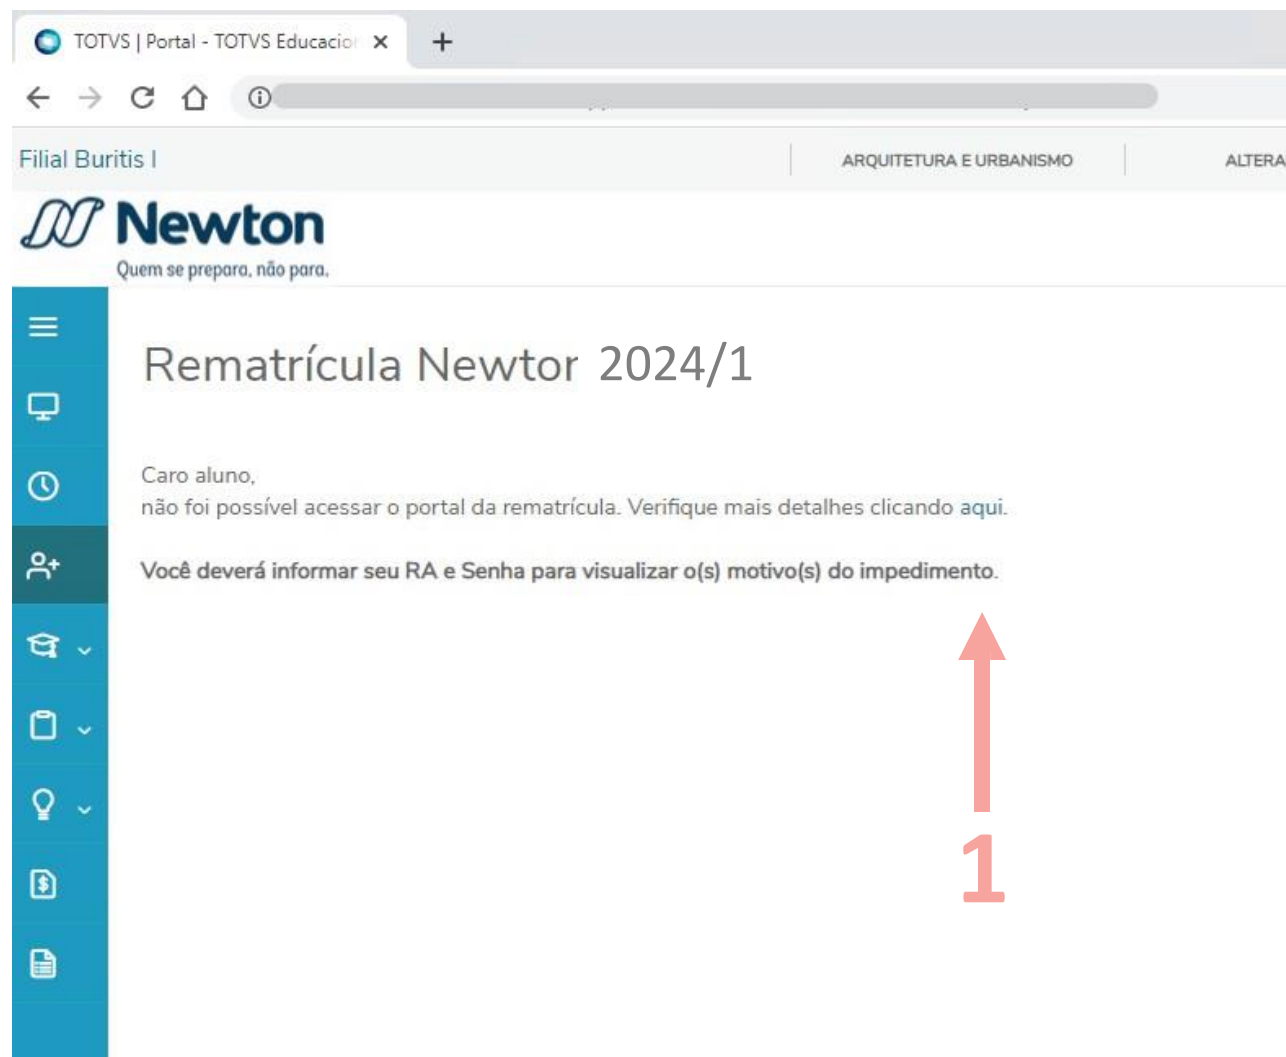 TOTVS | Portal - TOTVS Educacion
Filial Buritis I
ARQUITETURA E URBANISMO
ALTERA
Newton
Quem se prepara, não para.
Rematrícula Newtor 2024/1
Caro aluno,
não foi possível acessar o portal da rematrícula. Verifique mais detalhes clicando aqui.
Você deverá informar seu RA e Senha para visualizar o(s) motivo(s) do impedimento.
1